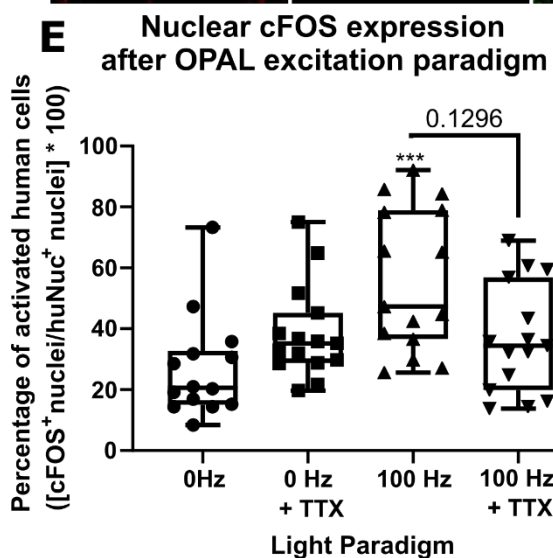 E
Nuclear cFOS expression
after OPAL excitation paradigm
Percentage of activated human cells
([cFOS⁺nuclei/huNuc⁺ nuclei] * 100)
0.1296
***
100
80
60
40
20
0
0Hz
0 Hz
+ TTX
100 Hz
100 Hz
+ TTX
Light Paradigm